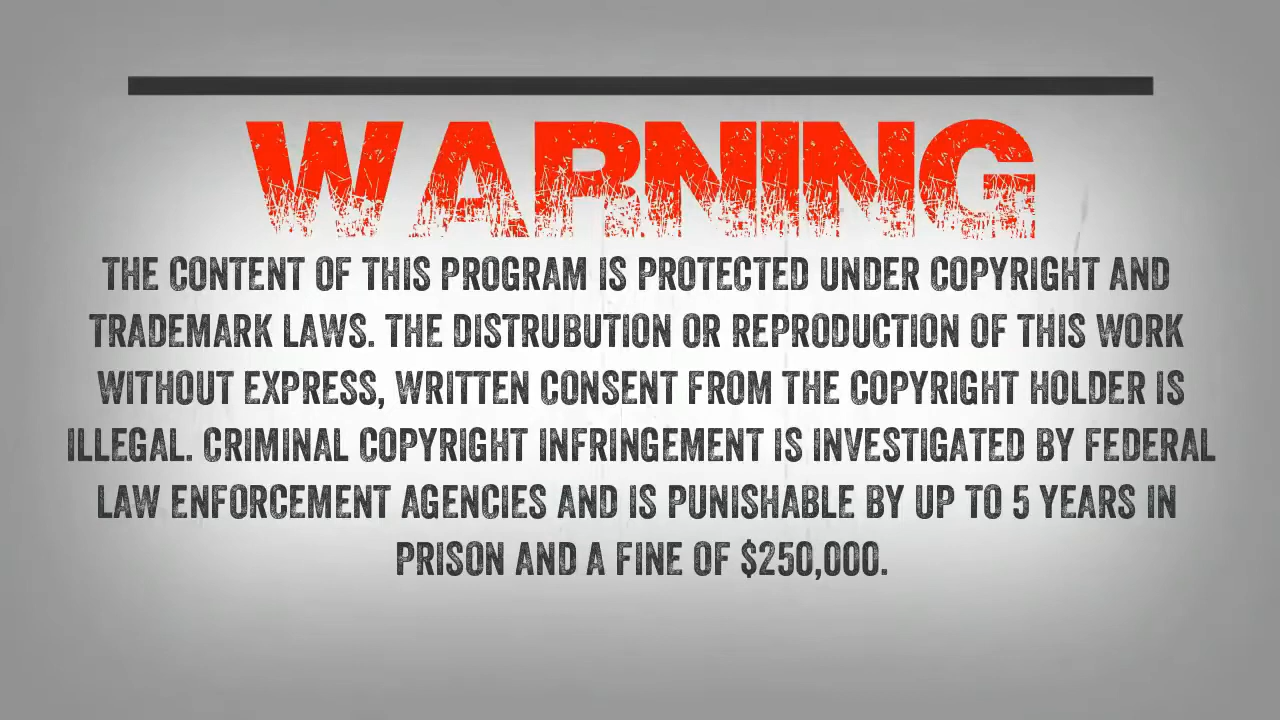 WARNING
THE CONTENT OF THIS PROGRAM IS PROTECTED UNDER COPYRIGHT AND
TRADEMARK LAWS. THE DISTRUBUTION OR REPRODUCTION OF THIS WORK
WITHOUT EXPRESS, WRITTEN CONSENT FROM THE COPYRIGHT HOLDER IS
ILLEGAL. CRIMINAL COPYRIGHT INFRINGEMENT IS INVESTIGATED BY FEDERAL
LAW ENFORCEMENT AGENCIES AND IS PUNISHABLE BY UP TO 5 YEARS IN
PRISON AND A FINE OF $250,000.